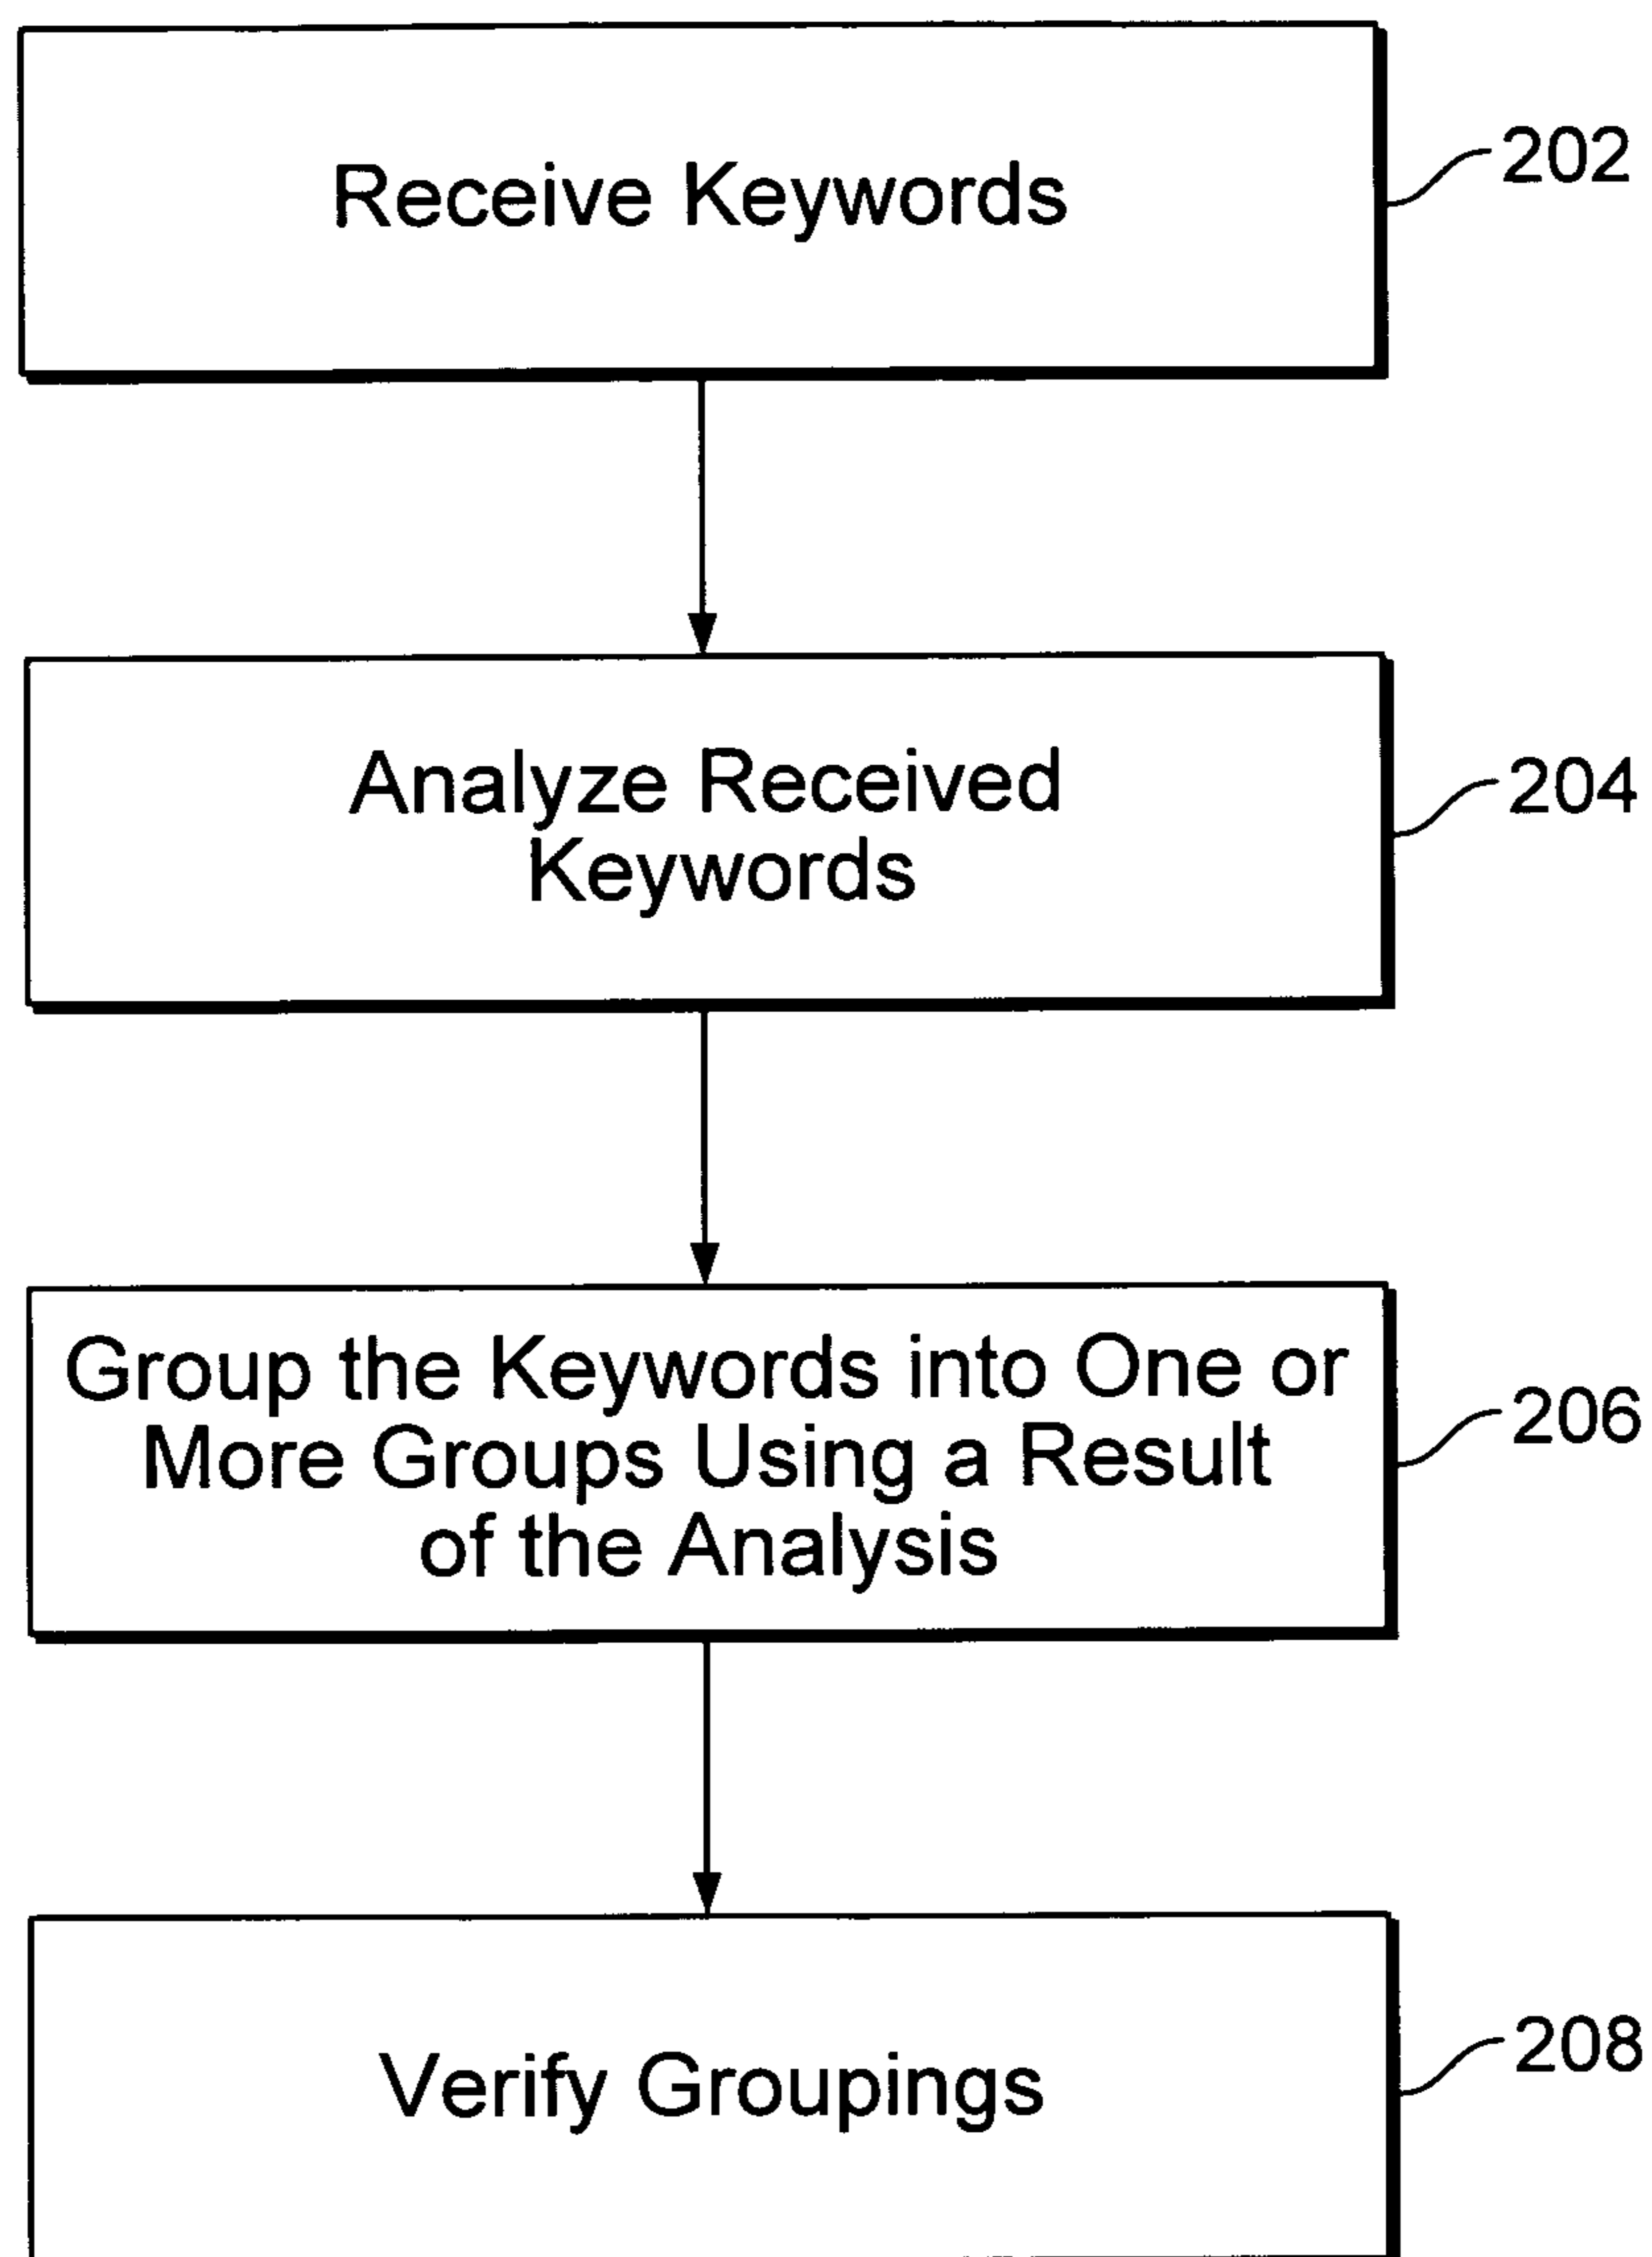 Receive Keywords
202
Analyze Received
Keywords
204
Group the Keywords into One or
More Groups Using a Result
of the Analysis
206
Verify Groupings
208